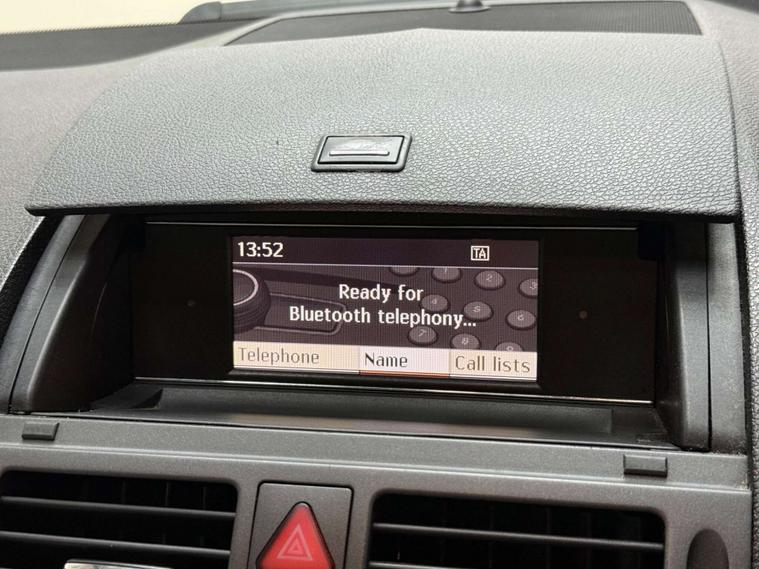 13:52
TA
Ready for
Bluetooth telephony...
Telephone
Name
Call lists